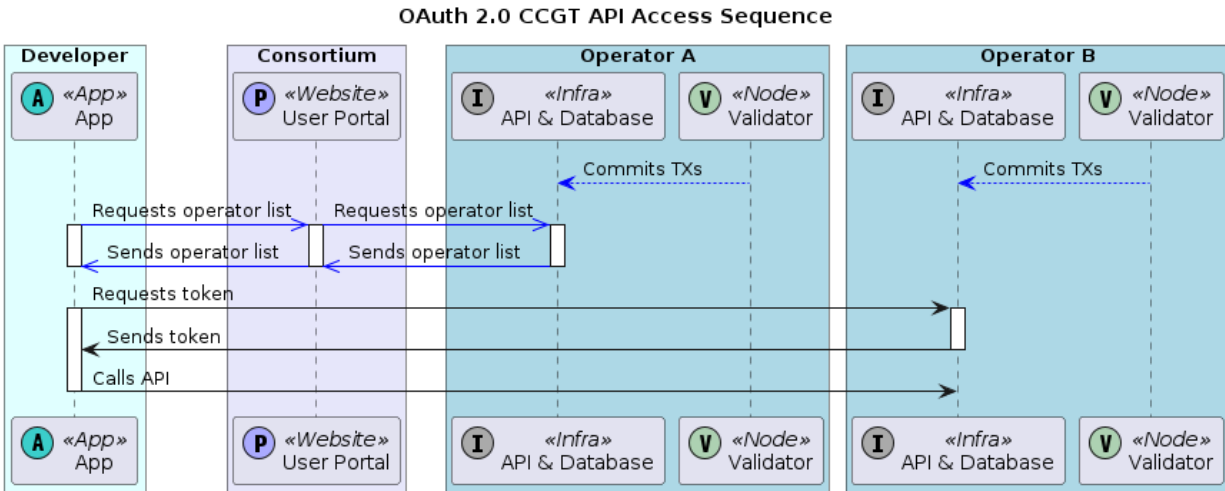 OAuth 2.0 CCGT API Access Sequence
Developer
Consortium
Operator A
Operator B
A «App»
App
P «Website»
User Portal
I «Infra»
API & Database
V «Node»
Validator
I «Infra»
API & Database
V «Node»
Validator
Commits TXs
Commits TXs
Requests operator list
Requests operator list
Sends operator list
Sends operator list
Requests token
Sends token
Calls API
A «App»
App
P «Website»
User Portal
I «Infra»
API & Database
V «Node»
Validator
I «Infra»
API & Database
V «Node»
Validator